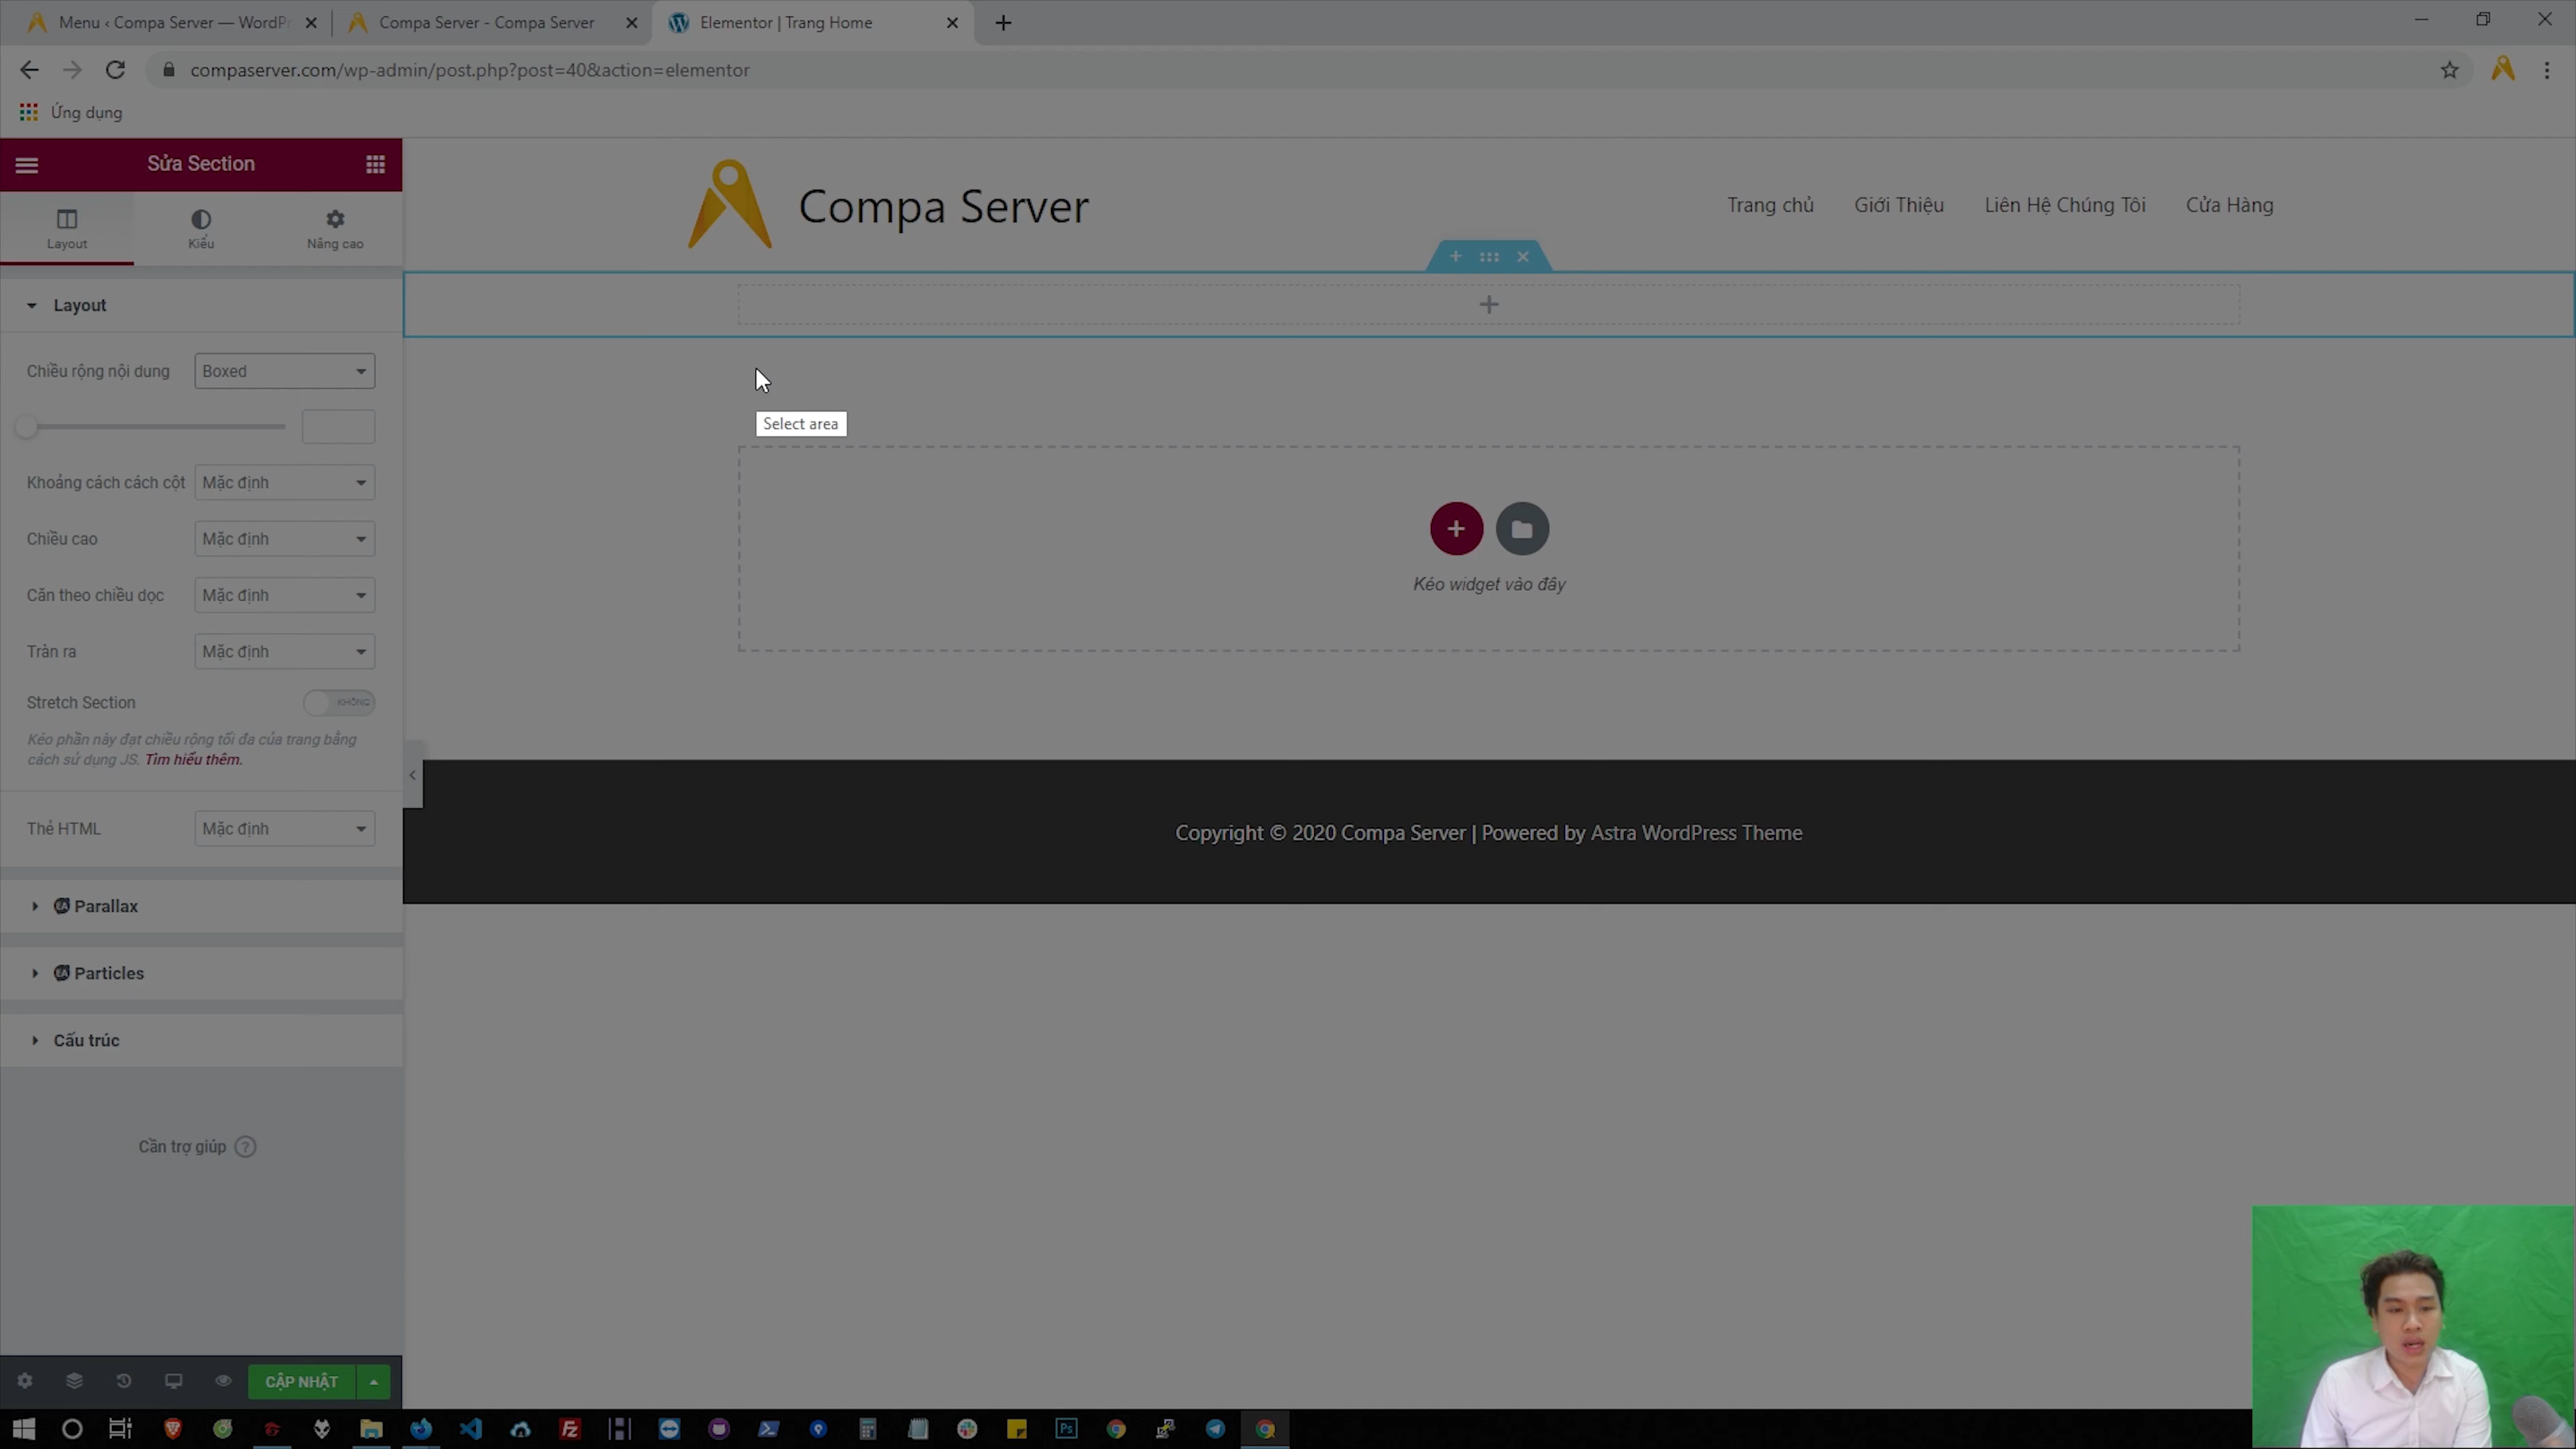 Menu ‹ Compa Server — WordPr
Compa Server - Compa Server
Elementor | Trang Home
compaserver.com/wp-admin/post.php?post=40&action=elementor
Ứng dụng
Sửa Section
Layout
Kiểu
Nâng cao
Compa Server
Trang chủ
Giới Thiệu
Liên Hệ Chúng Tôi
Cửa Hàng
Layout
Chiều rộng nội dung
Boxed
Select area
Khoảng cách cách cột
Mặc định
Chiều cao
Mặc định
Căn theo chiều dọc
Mặc định
Tràn ra
Mặc định
Kéo widget vào đây
Stretch Section
KHÔNG
Kéo phần này đạt chiều rộng tối đa của trang bằng
cách sử dụng JS. Tìm hiểu thêm.
Thẻ HTML
Mặc định
Copyright © 2020 Compa Server | Powered by Astra WordPress Theme
Parallax
Particles
Cấu trúc
Cần trợ giúp ?
CẬP NHẬT
Fz
Ps